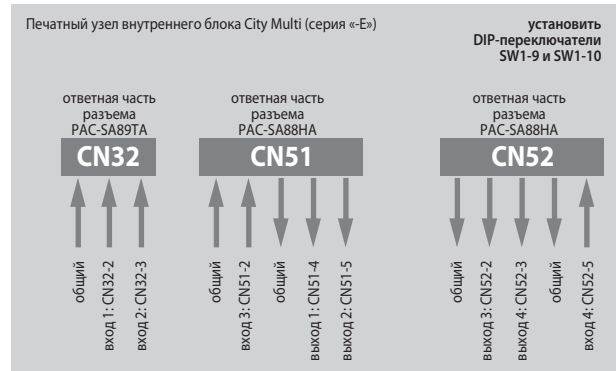 Печатный узел внутреннего блока City Multi (серия «-E»)
установить
DIP-переключатели
SW1-9 и SW1-10
ответная часть
разъема
PAC-SA89TA
CN32
общий
вход 1: CN32-2
вход 2: CN32-3
ответная часть
разъема
PAC-SA88HA
CN51
общий
вход 3: CN51-2
общий
выход 1: CN51-4
выход 2: CN51-5
ответная часть
разъема
PAC-SA88HA
CN52
общий
выход 3: CN52-2
выход 4: CN52-3
общий
вход 4: CN52-5